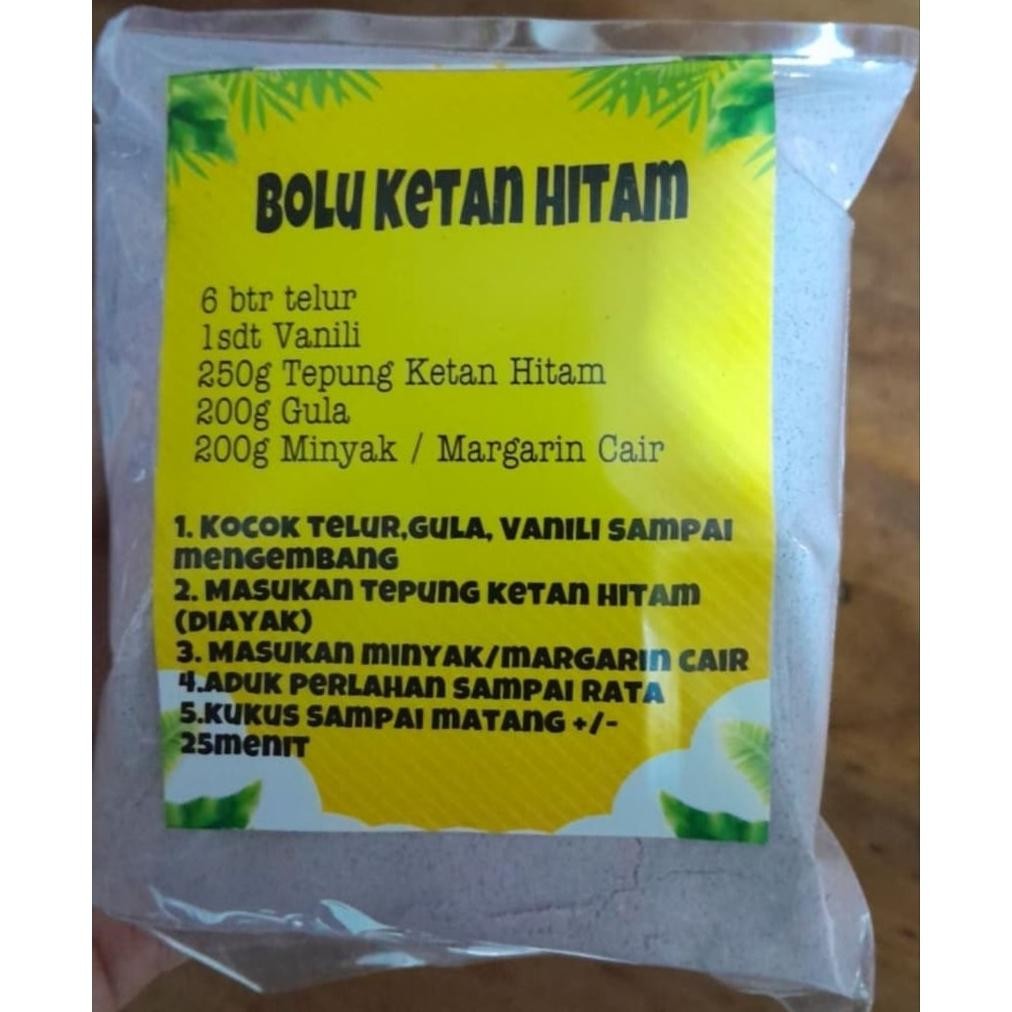 BOLU KETAN HITAM
6 btr telur
1sdt Vanili
250g Tepung Ketan Hitam
200g Gula
200g Minyak / Margarin Cair
1. KOCOK TELUR,GULA, VANILI SAMPAI
MENGEMBANG
2. MASUKAN TEPUNG KETAN HITAM
(DIAYAK)
3. MASUKAN MINYAK/MARGARIN CAIR
4.ADUK PERLAHAN SAMPAI RATA
5.KUKUS SAMPAI MATANG +/-
25MENIT